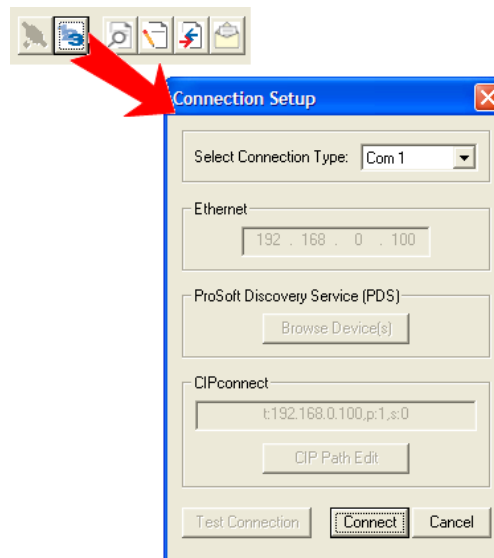 Connection Setup
Select Connection Type: Com 1
Ethernet
192 . 168 . 0 . 100
ProSoft Discovery Service (PDS)
Browse Device(s)
CIPconnect
t:192.168.0.100,p:1,s:0
CIP Path Edit
Test Connection Connect Cancel